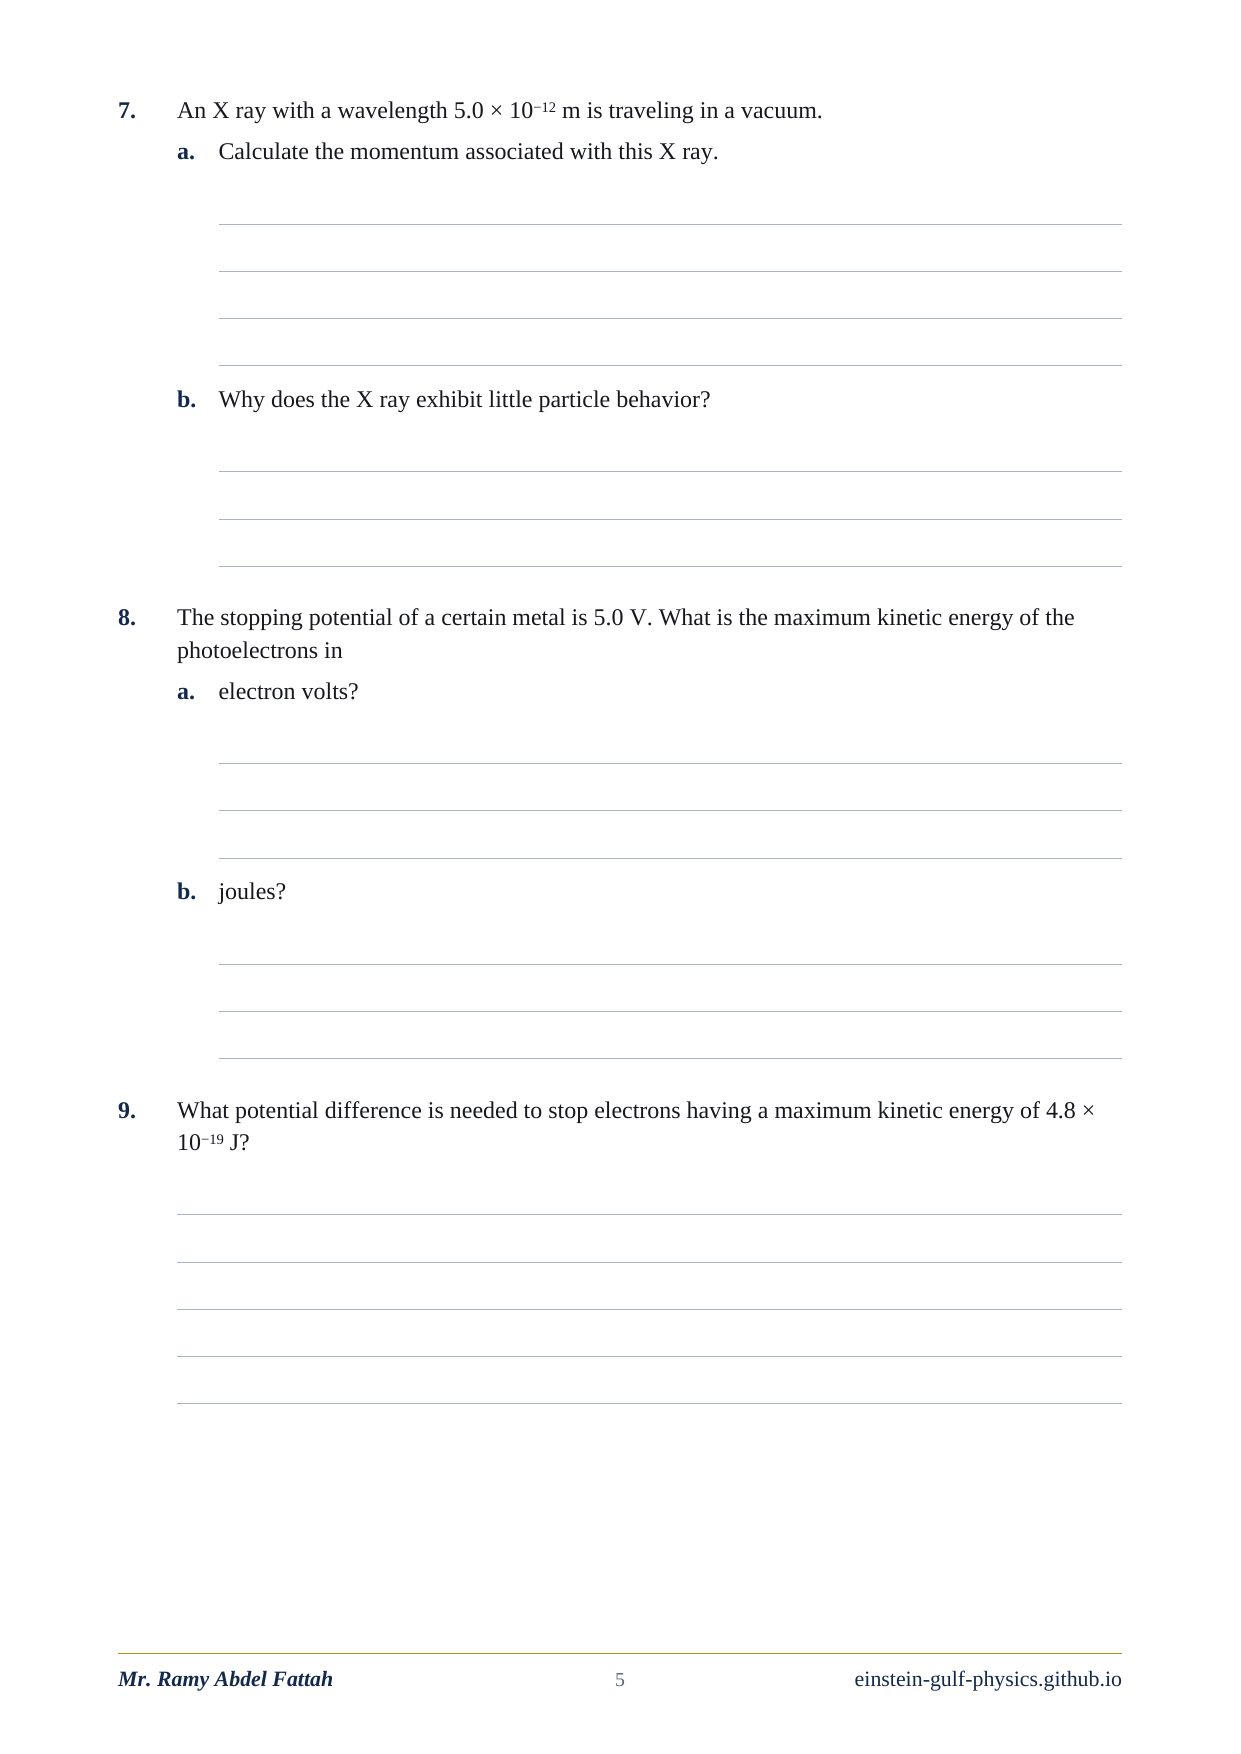 7. An X ray with a wavelength 5.0 × 10⁻¹² m is traveling in a vacuum.
a. Calculate the momentum associated with this X ray.
b. Why does the X ray exhibit little particle behavior?
8. The stopping potential of a certain metal is 5.0 V. What is the maximum kinetic energy of the
photoelectrons in
a. electron volts?
b. joules?
9. What potential difference is needed to stop electrons having a maximum kinetic energy of 4.8 ×
10⁻¹⁹ J?
Mr. Ramy Abdel Fattah 5 einstein-gulf-physics.github.io